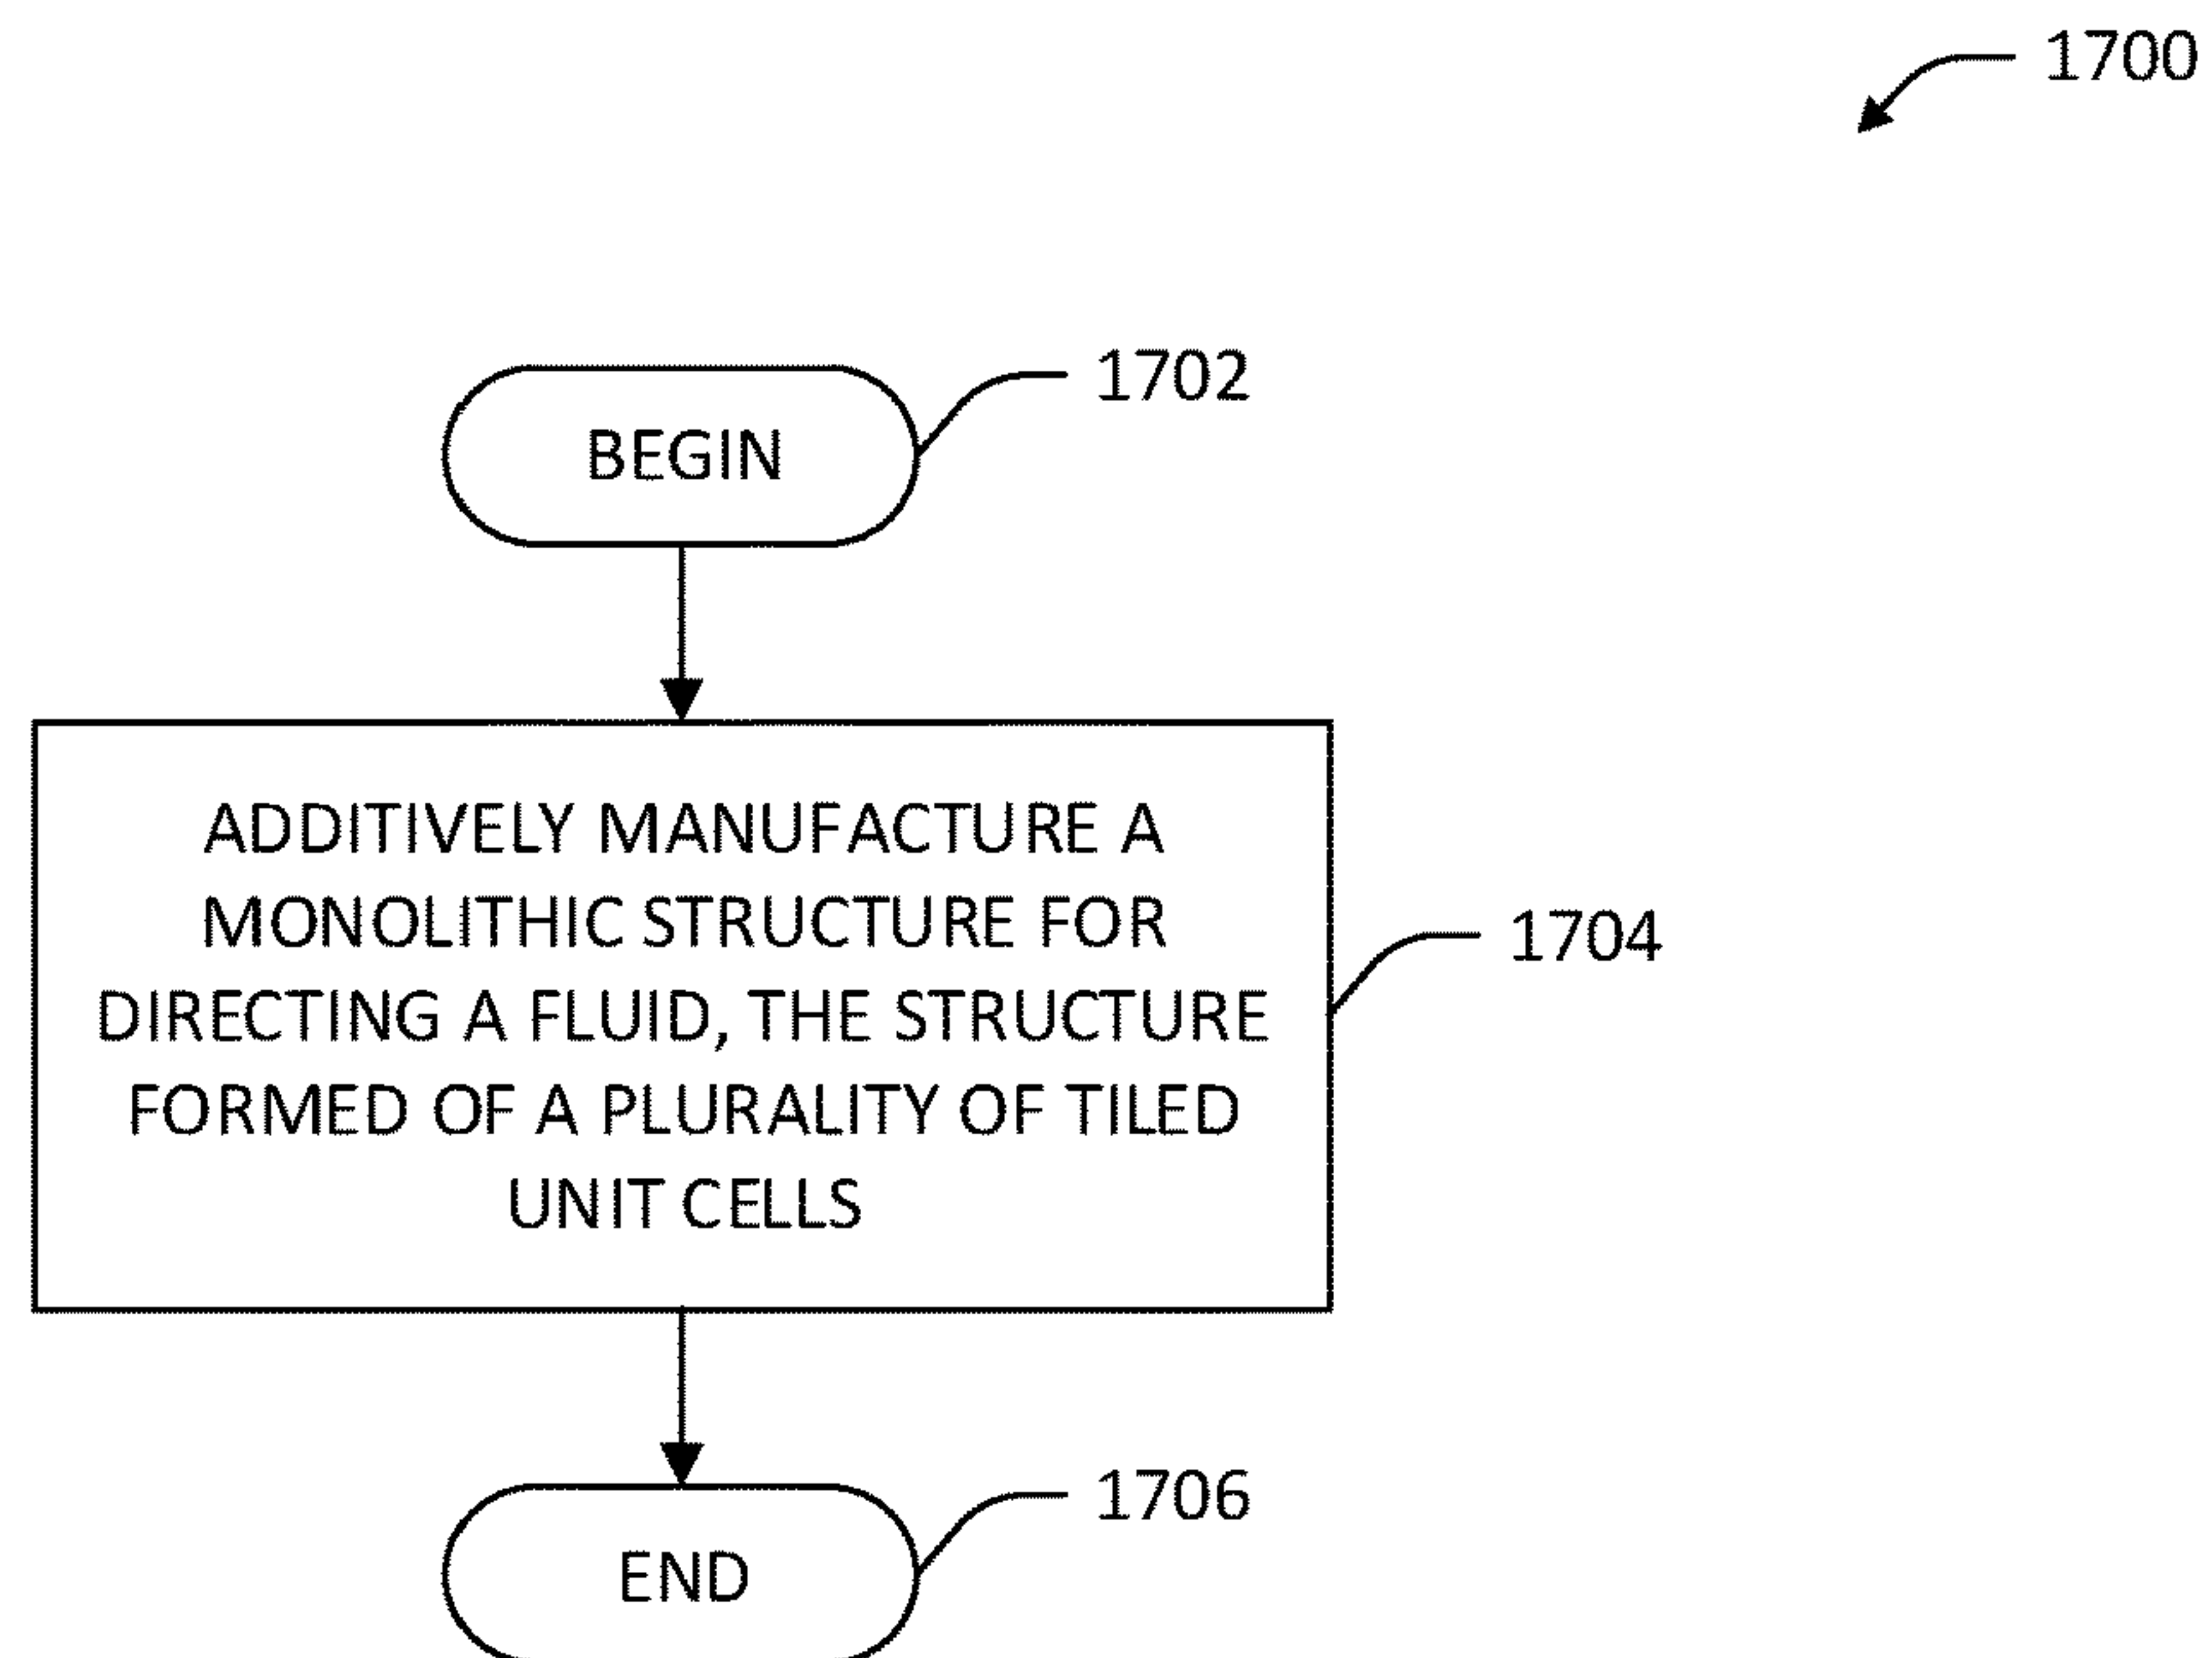 1700
BEGIN
1702
ADDITIVELY MANUFACTURE A
MONOLITHIC STRUCTURE FOR
DIRECTING A FLUID, THE STRUCTURE
FORMED OF A PLURALITY OF TILED
UNIT CELLS
1704
END
1706